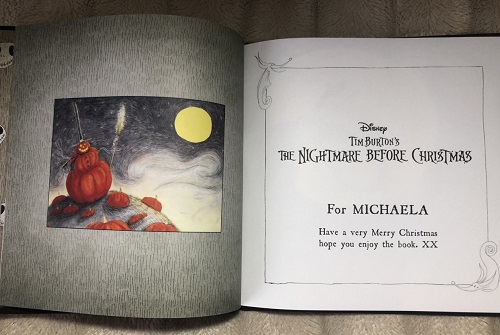 Disney
TIM BURTON'S
THE NIGHTMARE BEFORE CHRISTMAS
For MICHAELA
Have a very Merry Christmas
hope you enjoy the book. XX